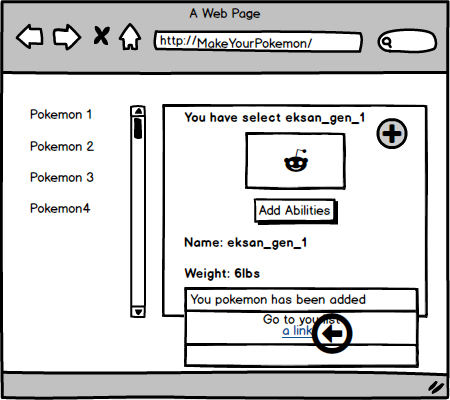 A Web Page
http://MakeYourPokemon/
Pokemon 1
Pokemon 2
Pokemon 3
Pokemon4
You have select eksan_gen_1
Add Abilities
Name: eksan_gen_1
Weight: 6lbs
You pokemon has been added
Go to you list
a link